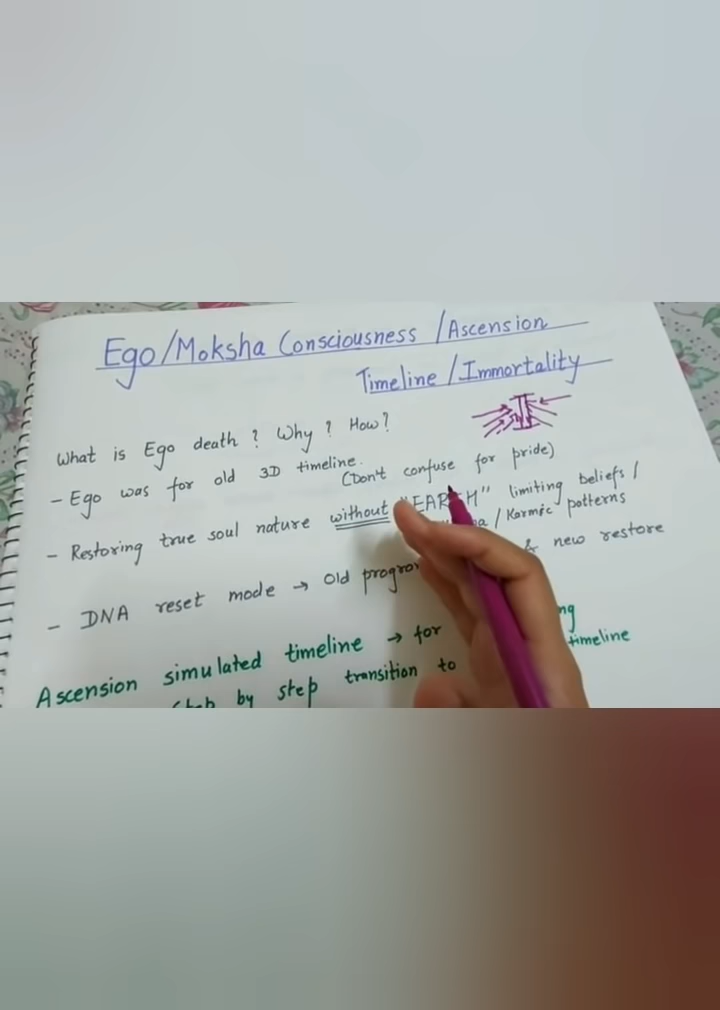 Ego/Moksha Consciousness /Ascension
Timeline /Immortality
What is Ego death ? Why ? How?
- Ego was for old 3D timeline.
(Don't confuse for pride)
- Restoring true soul nature without "EARTH" limiting beliefs /
/ Karmic patterns
- DNA reset mode → Old & new restore
Ascension simulated timeline → for
timeline
Step by step transition to